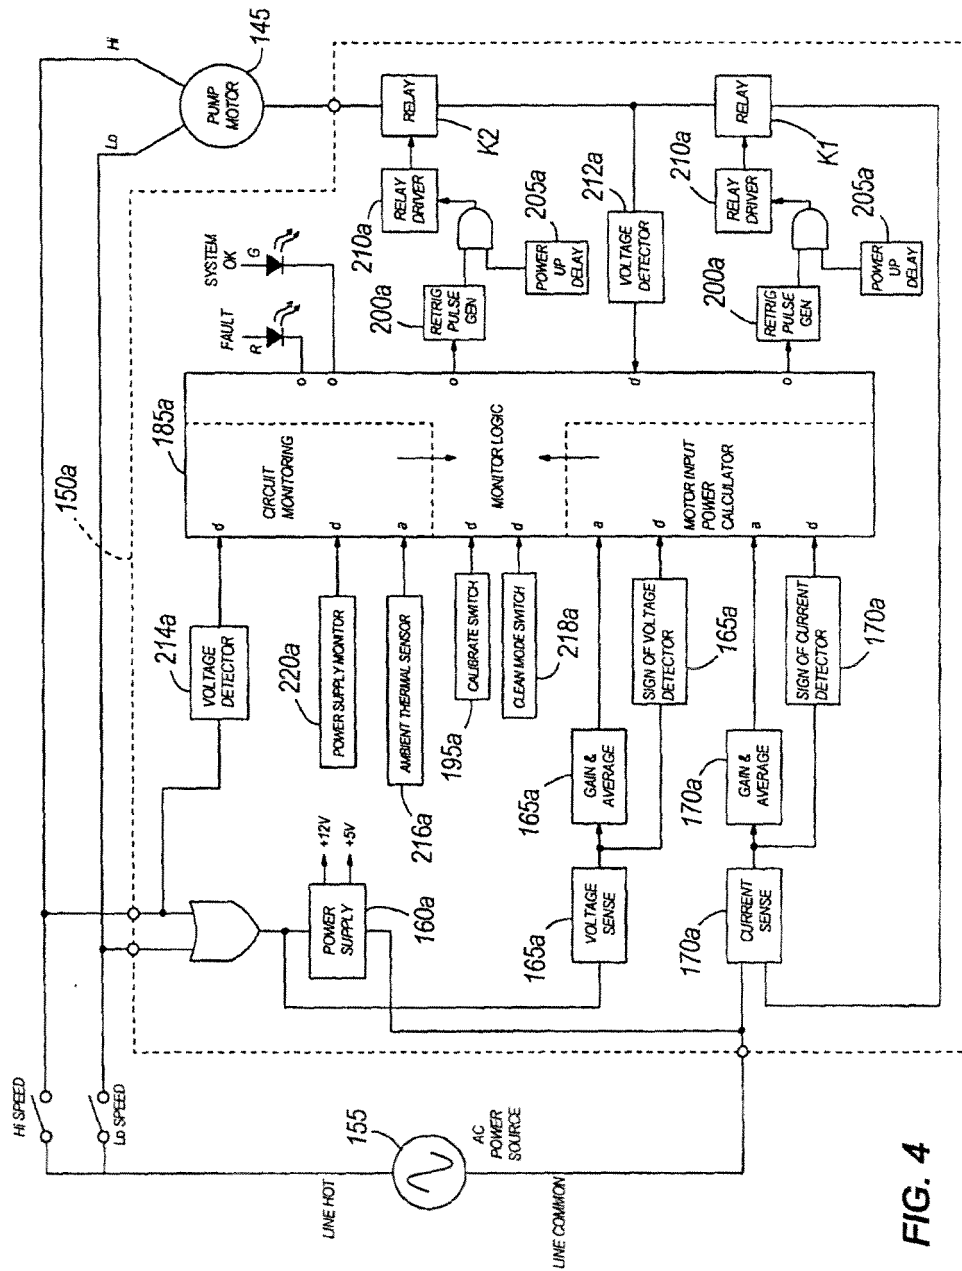 Hi SPEED
Lo SPEED
LINE HOT
155
AC
POWER
SOURCE
LINE COMMON
150a
Hi
Lo
PUMP
MOTOR
145
214a
VOLTAGE
DETECTOR
185a
FAULT
R
SYSTEM
OK
G
o
o
POWER
SUPPLY
160a
+12V
+5V
220a
POWER SUPPLY MONITOR
AMBIENT THERMAL SENSOR
216a
CALIBRATE SWITCH
195a
CLEAN MODE SWITCH
218a
d
d
a
d
d
a
d
a
d
CIRCUIT
MONITORING
MONITOR LOGIC
MOTOR INPUT
POWER
CALCULATOR
o
d
o
200a
RETRIG
PULSE
GEN
210a
RELAY
DRIVER
RELAY
K2
205a
POWER
UP
DELAY
212a
VOLTAGE
DETECTOR
200a
RETRIG
PULSE
GEN
210a
RELAY
DRIVER
RELAY
K1
205a
POWER
UP
DELAY
165a
VOLTAGE
SENSE
165a
GAIN &
AVERAGE
SIGN OF VOLTAGE
DETECTOR
165a
170a
CURRENT
SENSE
170a
GAIN &
AVERAGE
SIGN OF CURRENT
DETECTOR
170a
FIG. 4